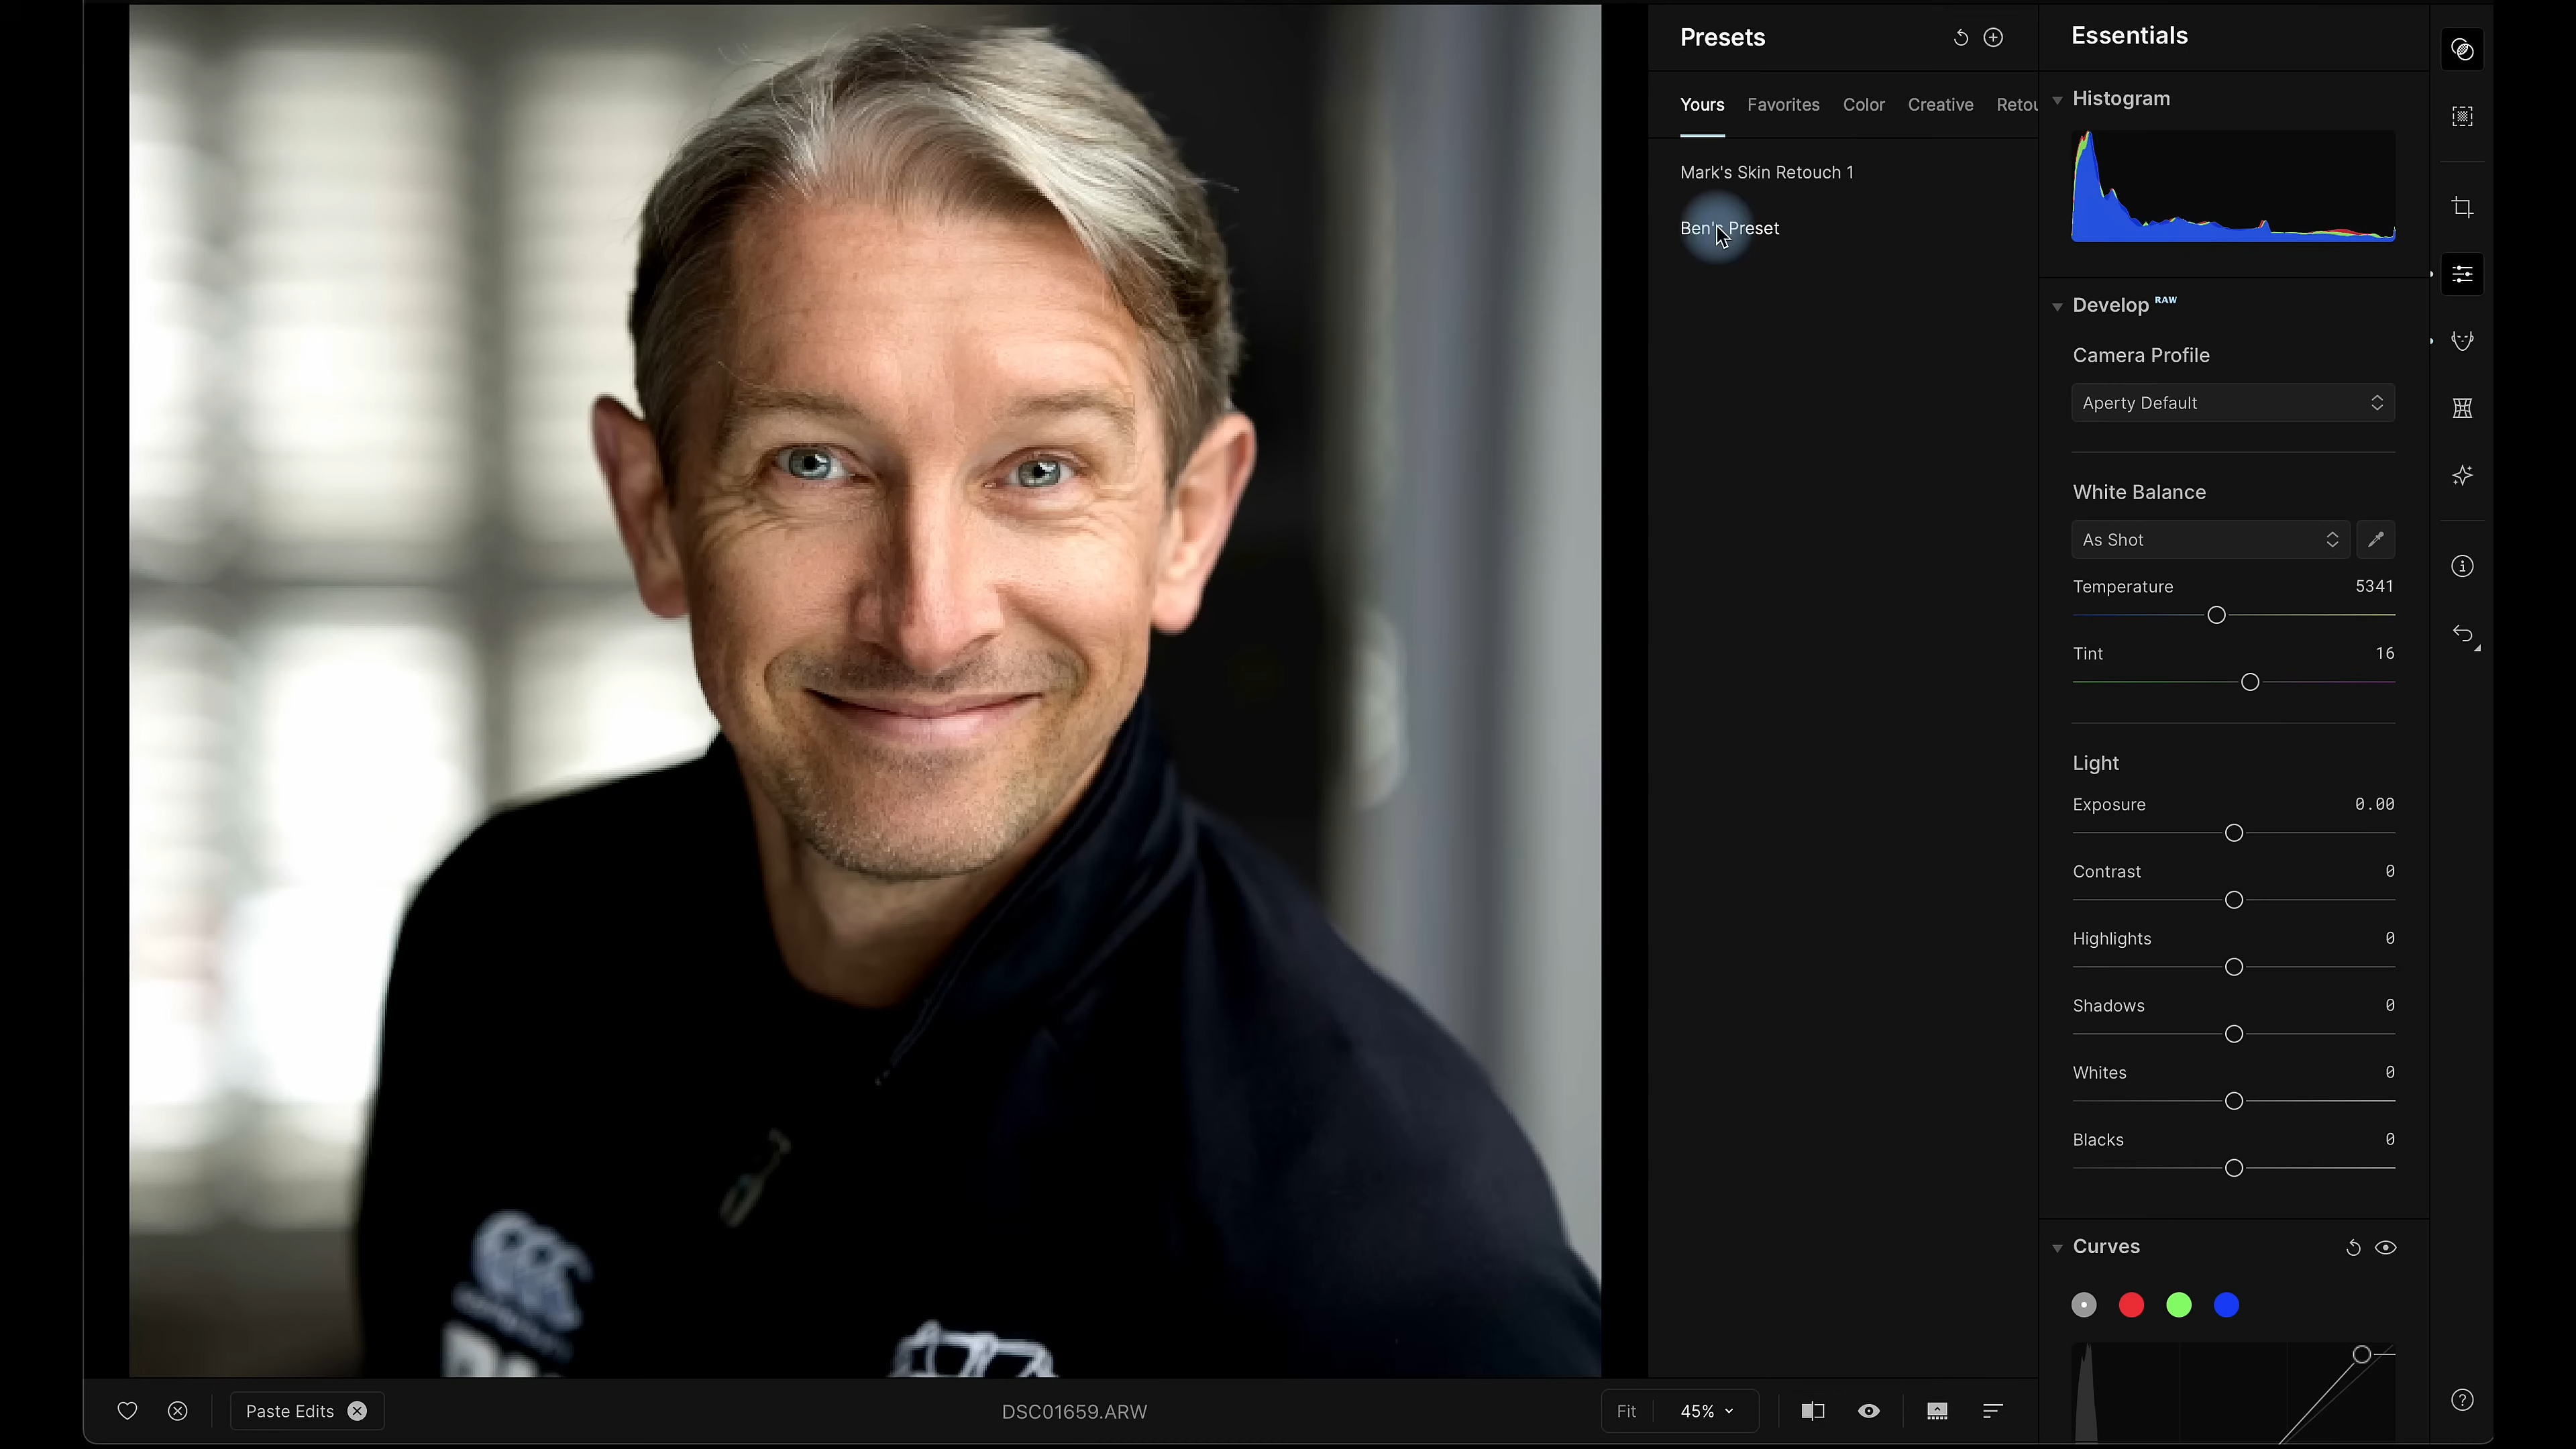 Presets
Yours Favorites Color Creative Retou
Mark's Skin Retouch 1
Ben's Preset
Essentials
Histogram
Develop RAW
Camera Profile
Aperty Default
White Balance
As Shot
Temperature 5341
Tint 16
Light
Exposure 0.00
Contrast 0
Highlights 0
Shadows 0
Whites 0
Blacks 0
Curves
Paste Edits
DSC01659.ARW
Fit 45%